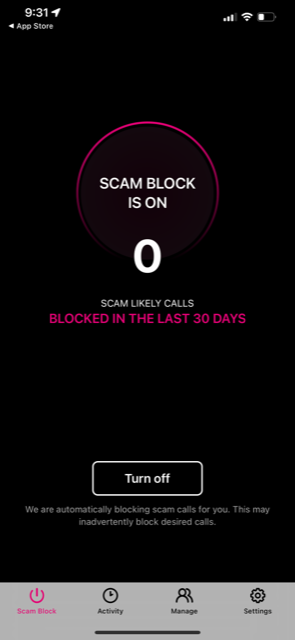 9:31
◀ App Store
SCAM BLOCK
IS ON
0
SCAM LIKELY CALLS
BLOCKED IN THE LAST 30 DAYS
Turn off
We are automatically blocking scam calls for you. This may
inadvertently block desired calls.
Scam Block Activity Manage Settings